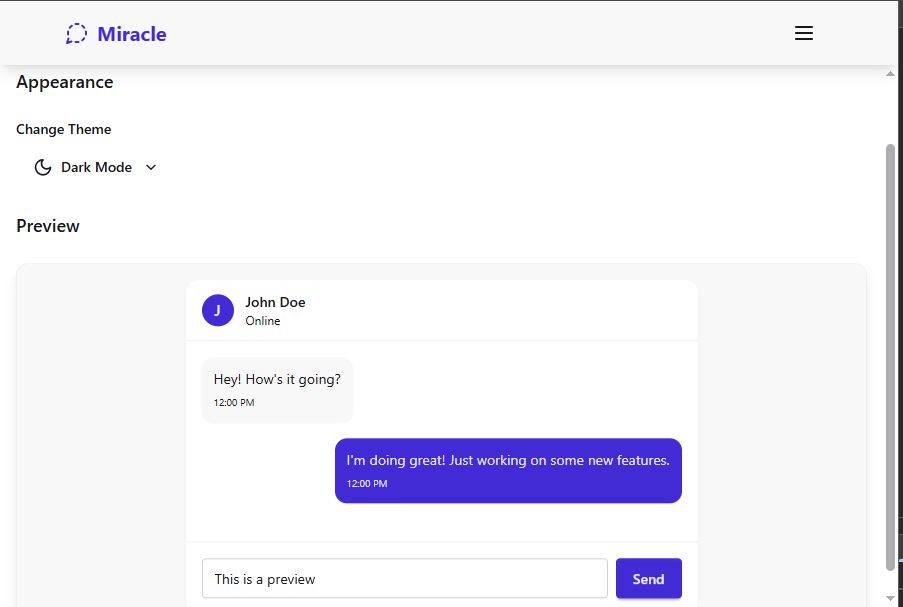 Miracle
Appearance
Change Theme
Dark Mode
Preview
J
John Doe
Online
Hey! How's it going?
12:00 PM
I'm doing great! Just working on some new features.
12:00 PM
This is a preview
Send